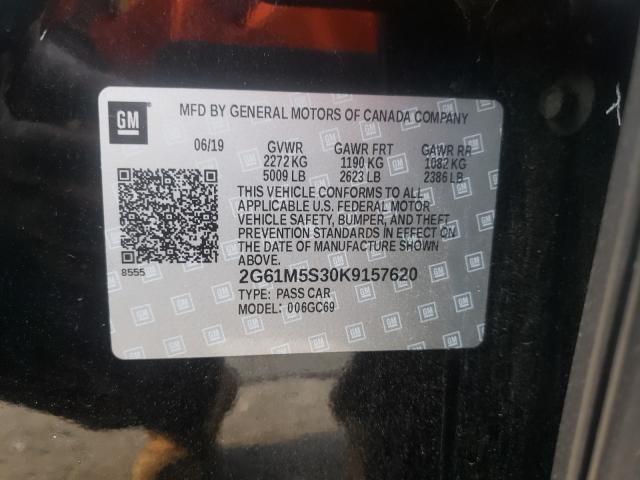 GM
MFD BY GENERAL MOTORS OF CANADA COMPANY
06/19 GVWR GAWR FRT GAWR RR
2272 KG 1190 KG 1082 KG
5009 LB 2623 LB 2386 LB
THIS VEHICLE CONFORMS TO ALL
APPLICABLE U.S. FEDERAL MOTOR
VEHICLE SAFETY, BUMPER, AND THEFT
PREVENTION STANDARDS IN EFFECT ON
THE DATE OF MANUFACTURE SHOWN
ABOVE.
8555
2G61M5S30K9157620
TYPE: PASS CAR
MODEL: 006GC69